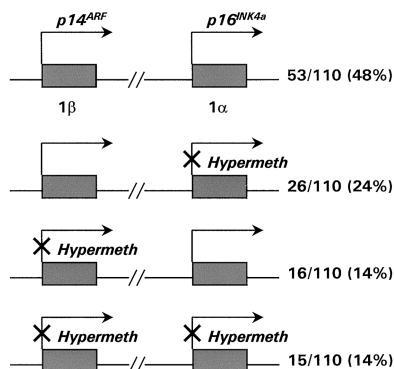 p14ARF p16INK4a
53/110 (48%)
1β 1α
Hypermeth
26/110 (24%)
Hypermeth
16/110 (14%)
Hypermeth Hypermeth
15/110 (14%)